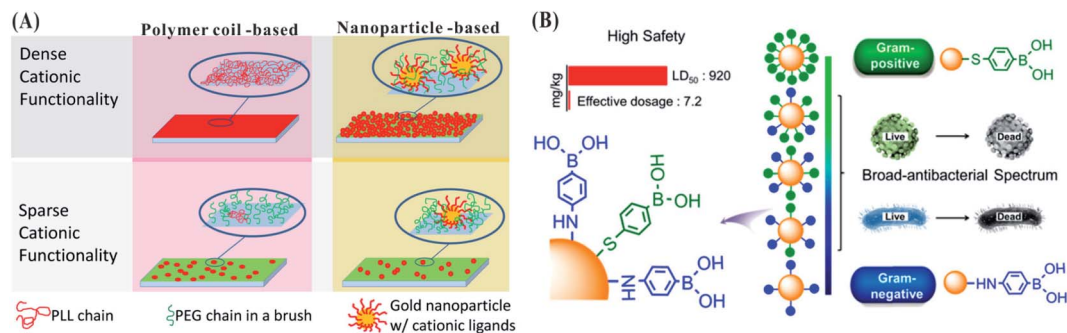 (A)
Polymer coil-based
Nanoparticle-based
Dense
Cationic
Functionality
Sparse
Cationic
Functionality
PLL chain
PEG chain in a brush
Gold nanoparticle
w/ cationic ligands
(B)
High Safety
mg/kg
LD50 : 920
Effective dosage : 7.2
HO
OH
B
HN
HO
B
OH
S
N
H
OH
B
OH
Gram-
positive
S
OH
B
OH
Live
Dead
Broad-antibacterial Spectrum
Live
Dead
Gram-
negative
HN
OH
B
OH